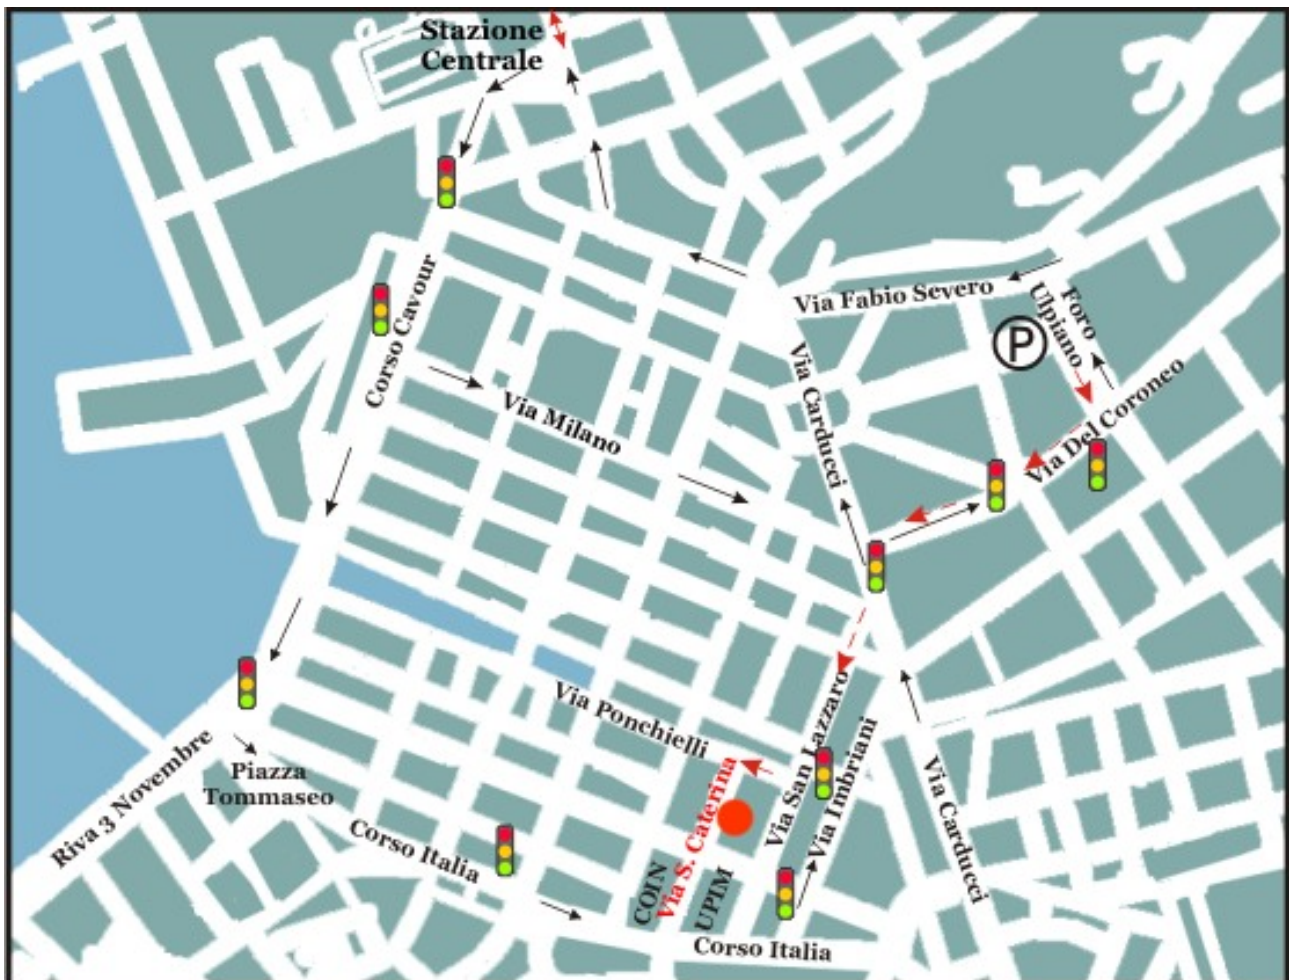 Stazione
Centrale
Corso Cavour
Via Fabio Severo
Foro
Ulpiano
P
Via Milano
Via Carducci
Via Del Coroneo
Via Ponchielli
Via San Lazzaro
Via Imbriani
Via S. Caterina
Riva 3 Novembre
Piazza
Tommaseo
Corso Italia
COIN
UPIM
Via Carducci
Corso Italia